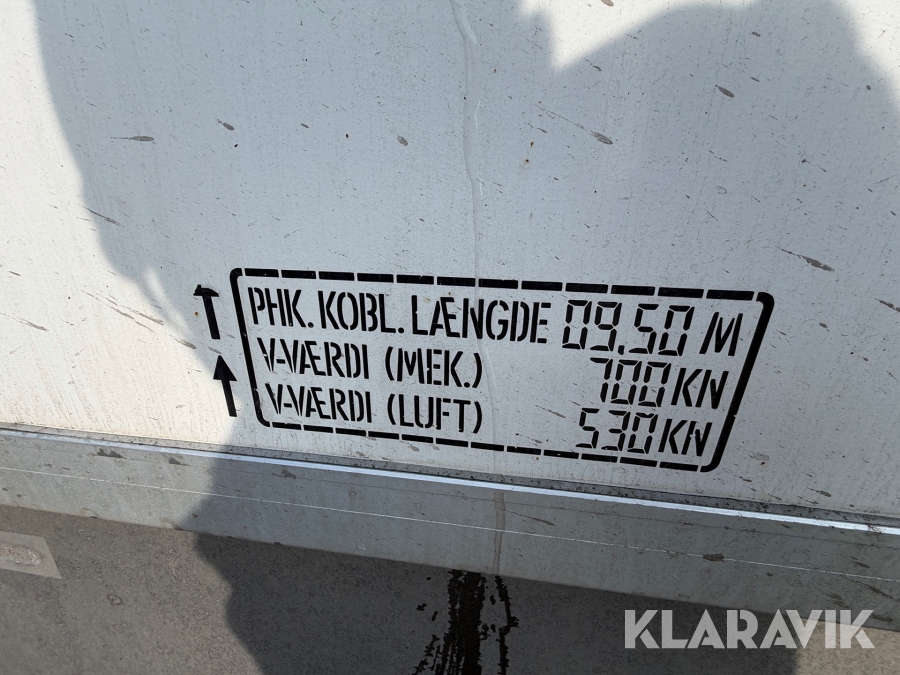 PHK. KOBL. LÆNGDE 09.50 M
V-VÆRDI (MEK.) 700 KN
V-VÆRDI (LUFT) 530 KN
KLARAVIK